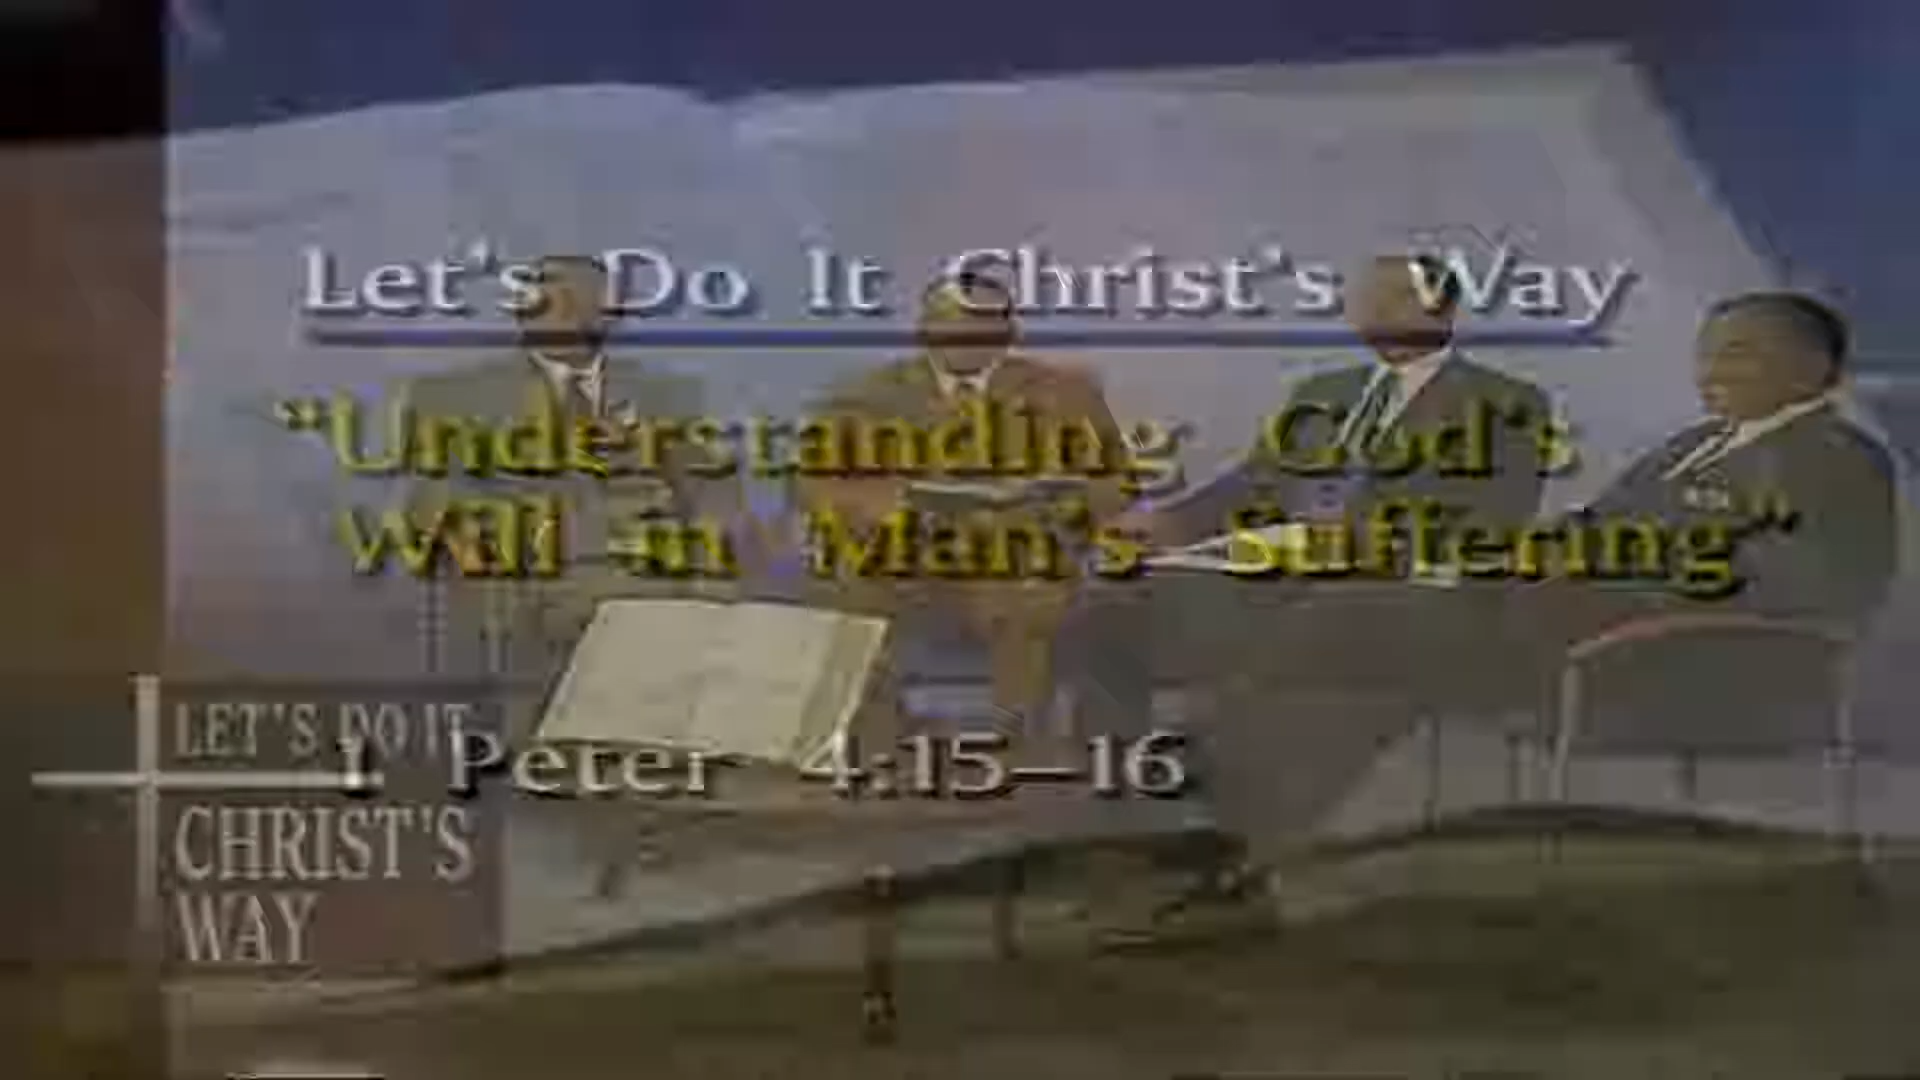 Let's Do It Christ's Way
"Understanding God's
Will in Man's Suffering"
1 Peter 4:15-16
LET'S DO IT
CHRIST'S
WAY